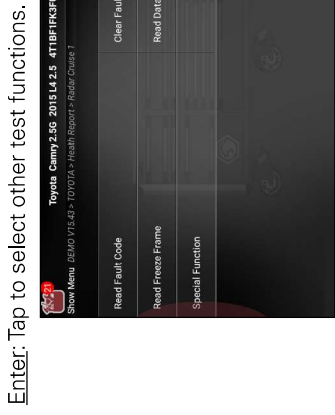 Enter: Tap to select other test functions.
21
Toyota Camry 2.5G 2015 L4 2.5 4T1BF1FK3F
Show Menu DEMO V15.43 > TOYOTA > Health Report > Radar Cruise 1
Read Fault Code
Clear Faul
Read Freeze Frame
Read Data
Special Function